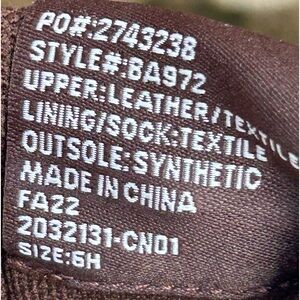 PO#:2743238
STYLE#:BA972
UPPER:LEATHER/TEXTILE
LINING/SOCK:TEXTILE
OUTSOLE:SYNTHETIC
MADE IN CHINA
FA22
2032131-CN01
SIZE:6H